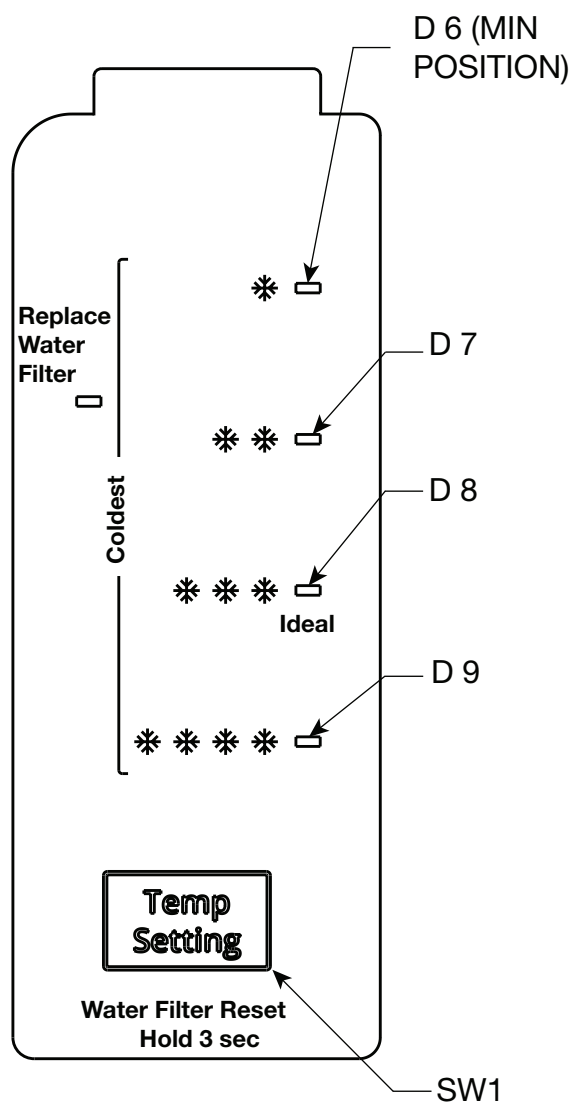 D 6 (MIN
POSITION)
Replace
Water
Filter
D 7
Coldest
D 8
Ideal
D 9
Temp
Setting
Water Filter Reset
Hold 3 sec
SW1